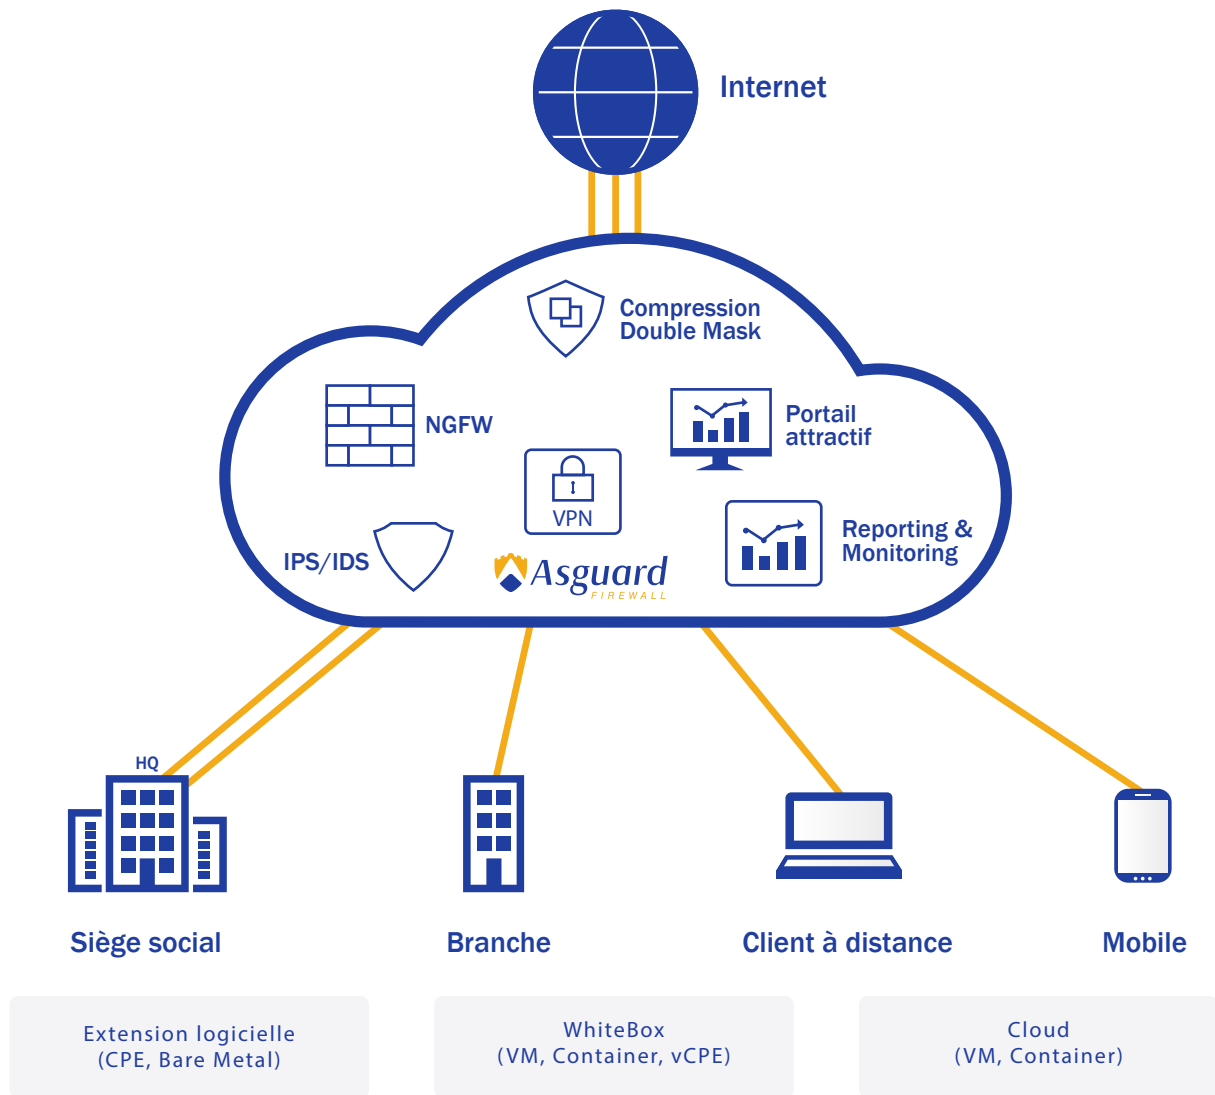 Internet
Compression
Double Mask
NGFW
Portail
attractif
VPN
IPS/IDS
Asguard
FIREWALL
Reporting &
Monitoring
HQ
Siège social
Branche
Client à distance
Mobile
Extension logicielle
(CPE, Bare Metal)
WhiteBox
(VM, Container, vCPE)
Cloud
(VM, Container)